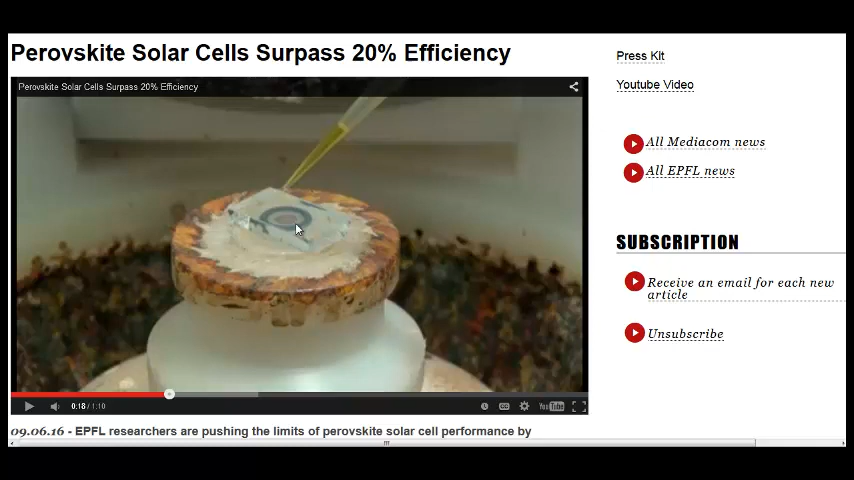 Perovskite Solar Cells Surpass 20% Efficiency
Perovskite Solar Cells Surpass 20% Efficiency
0:18 / 1:10
YouTube
09.06.16 - EPFL researchers are pushing the limits of perovskite solar cell performance by
Press Kit
Youtube Video
All Mediacom news
All EPFL news
SUBSCRIPTION
Receive an email for each new
article
Unsubscribe